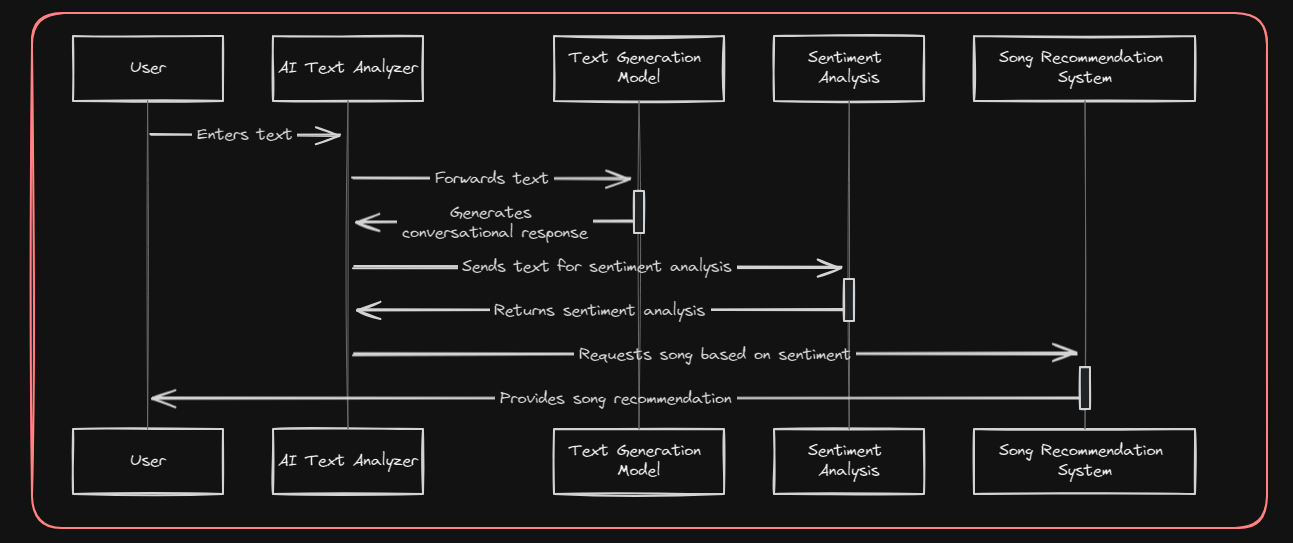 User
AI Text Analyzer
Text Generation
Model
Sentiment
Analysis
Song Recommendation
System
Enters text
Forwards text
Generates
conversational response
Sends text for sentiment analysis
Returns sentiment analysis
Requests song based on sentiment
Provides song recommendation
User
AI Text Analyzer
Text Generation
Model
Sentiment
Analysis
Song Recommendation
System